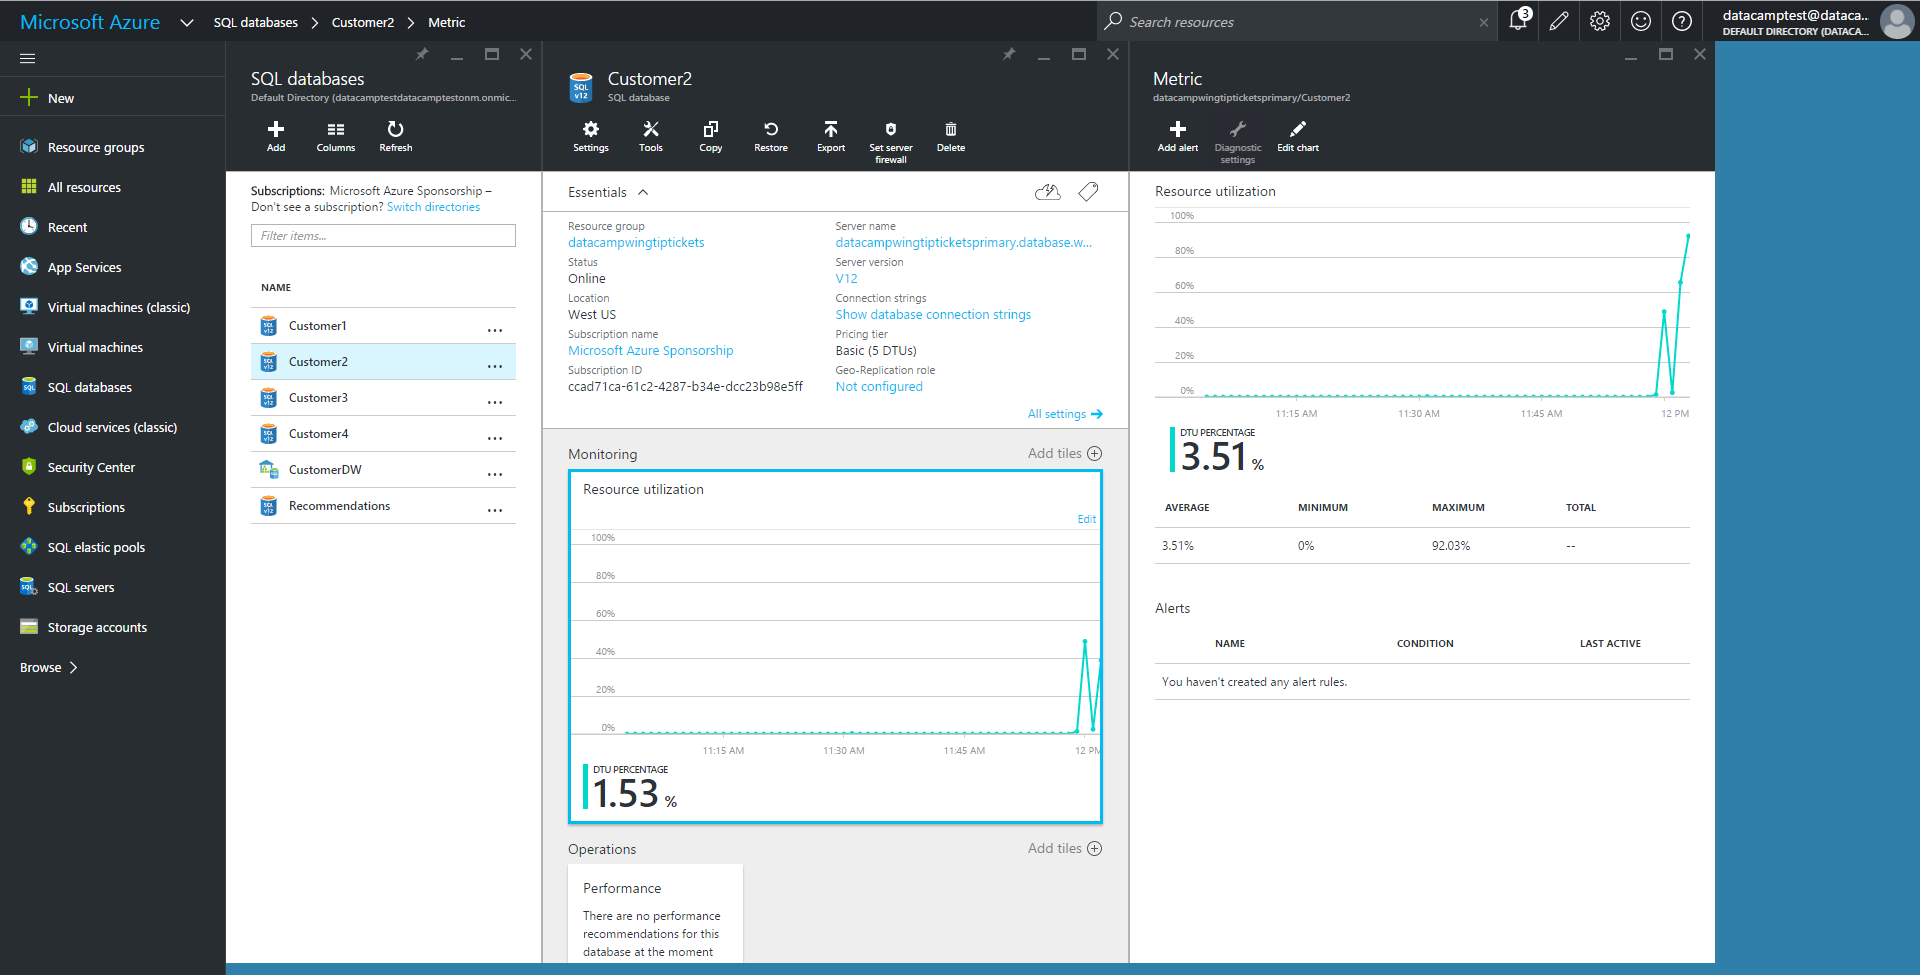 Microsoft Azure
SQL databases
Customer2
Metric
Search resources
3
datacamptest@dataca...
DEFAULT DIRECTORY (DATACA...
New
Resource groups
All resources
Recent
App Services
Virtual machines (classic)
Virtual machines
SQL databases
Cloud services (classic)
Security Center
Subscriptions
SQL elastic pools
SQL servers
Storage accounts
Browse
SQL databases
Default Directory (datacamptestdatacamptestonm.onmic...
Add
Columns
Refresh
Subscriptions: Microsoft Azure Sponsorship –
Don't see a subscription? Switch directories
Filter items...
NAME
Customer1 ...
Customer2 ...
Customer3 ...
Customer4 ...
CustomerDW ...
Recommendations ...
SQL
v12
Customer2
SQL database
Settings
Tools
Copy
Restore
Export
Set server
firewall
Delete
Essentials
Resource group
datacampwingtiptickets
Status
Online
Location
West US
Subscription name
Microsoft Azure Sponsorship
Subscription ID
ccad71ca-61c2-4287-b34e-dcc23b98e5ff
Server name
datacampwingtipticketsprimary.database.w...
Server version
V12
Connection strings
Show database connection strings
Pricing tier
Basic (5 DTUs)
Geo-Replication role
Not configured
All settings
Monitoring
Add tiles
Resource utilization
Edit
100%
80%
60%
40%
20%
0%
11:15 AM
11:30 AM
11:45 AM
12 PM
DTU PERCENTAGE
1.53 %
Operations
Add tiles
Performance
There are no performance
recommendations for this
database at the moment
Metric
datacampwingtipticketsprimary/Customer2
Add alert
Diagnostic
settings
Edit chart
Resource utilization
100%
80%
60%
40%
20%
0%
11:15 AM
11:30 AM
11:45 AM
12 PM
DTU PERCENTAGE
3.51 %
AVERAGE MINIMUM MAXIMUM TOTAL
3.51% 0% 92.03% --
Alerts
NAME CONDITION LAST ACTIVE
You haven't created any alert rules.